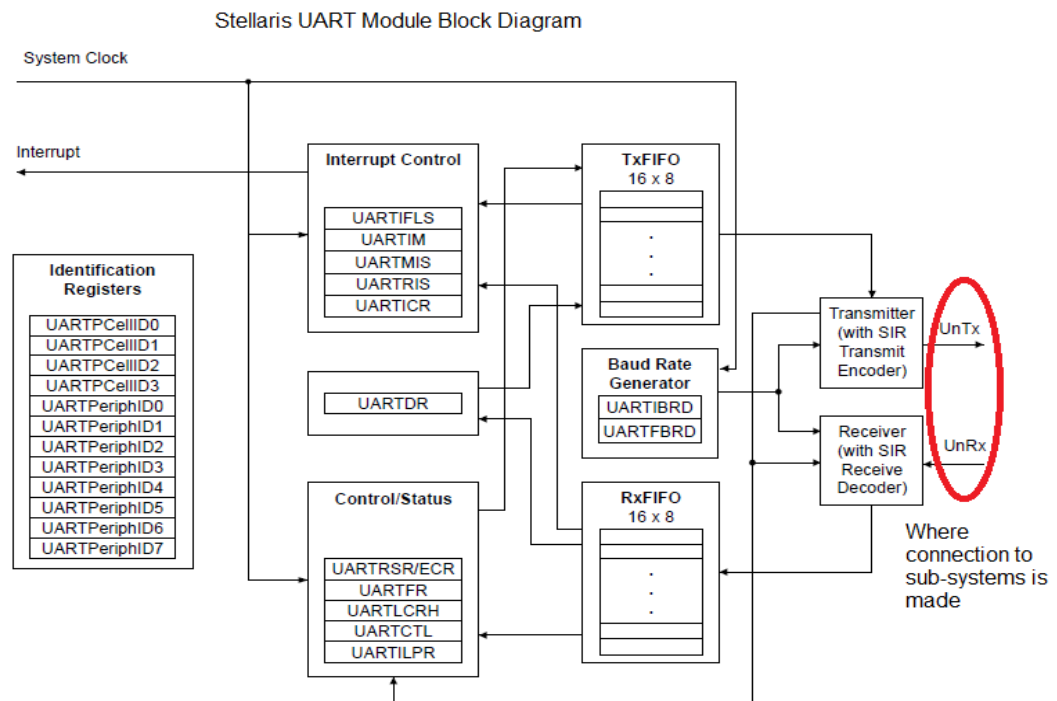 Stellaris UART Module Block Diagram
System Clock
Interrupt
Interrupt Control
UARTIFLS
UARTIM
UARTMIS
UARTRIS
UARTICR
TxFIFO
16 x 8
.
.
.
Identification
Registers
UARTPCellID0
UARTPCellID1
UARTPCellID2
UARTPCellID3
UARTPeriphID0
UARTPeriphID1
UARTPeriphID2
UARTPeriphID3
UARTPeriphID4
UARTPeriphID5
UARTPeriphID6
UARTPeriphID7
UARTDR
Baud Rate
Generator
UARTIBRD
UARTFBRD
Transmitter
(with SIR
Transmit
Encoder)
UnTx
Receiver
(with SIR
Receive
Decoder)
UnRx
Control/Status
UARTRSR/ECR
UARTFR
UARTLCRH
UARTCTL
UARTILPR
RxFIFO
16 x 8
.
.
.
Where
connection to
sub-systems is
made